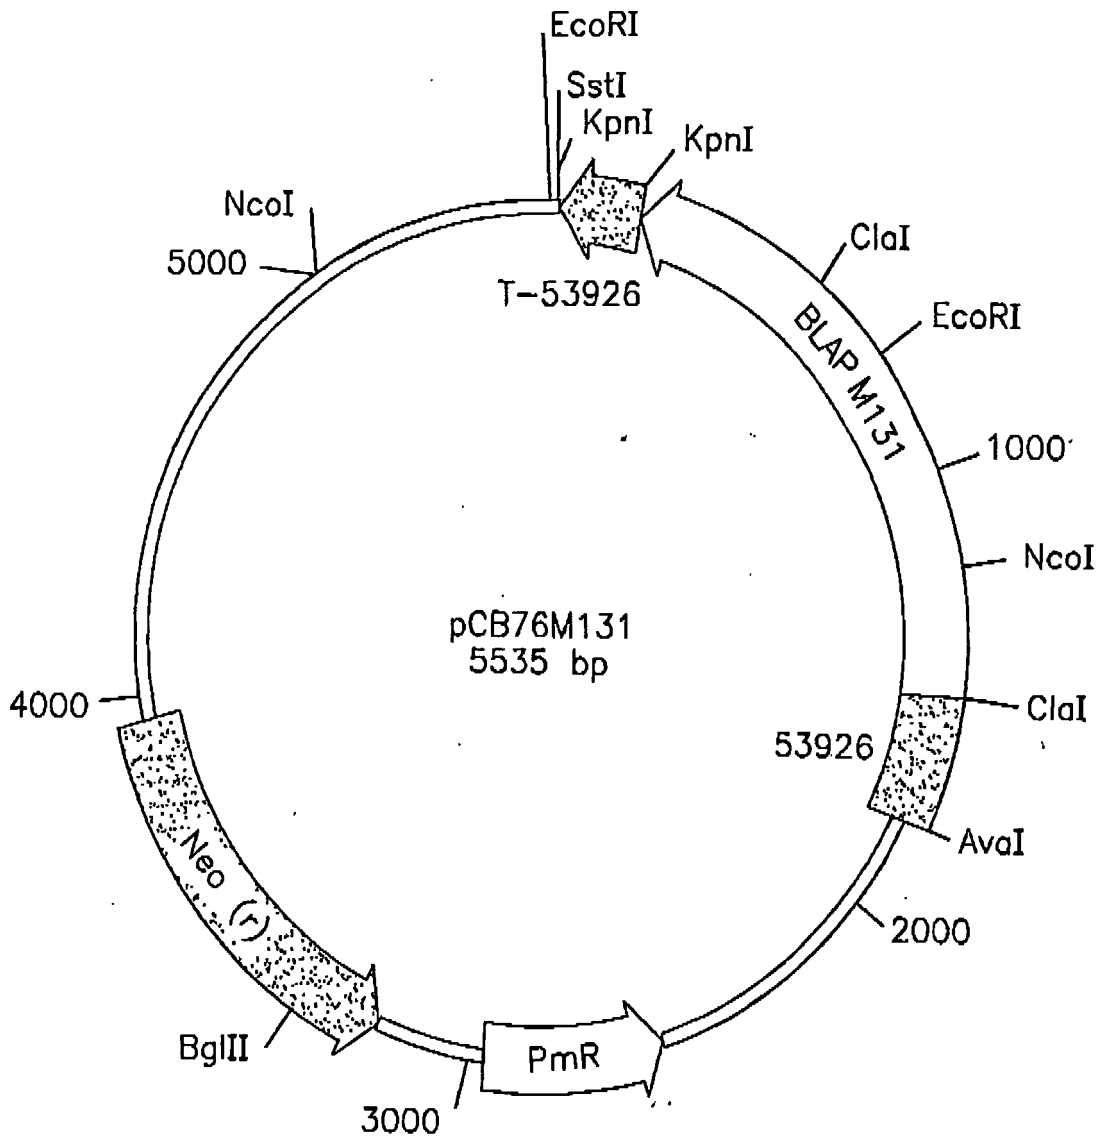 EcoRI
SstI
KpnI
KpnI
NcoI
5000
ClaI
T-53926
EcoRI
BLAP M131
1000
NcoI
pCB76M131
5535 bp
4000
ClaI
53926
AvaI
Neo (r)
2000
BglII
PmR
3000